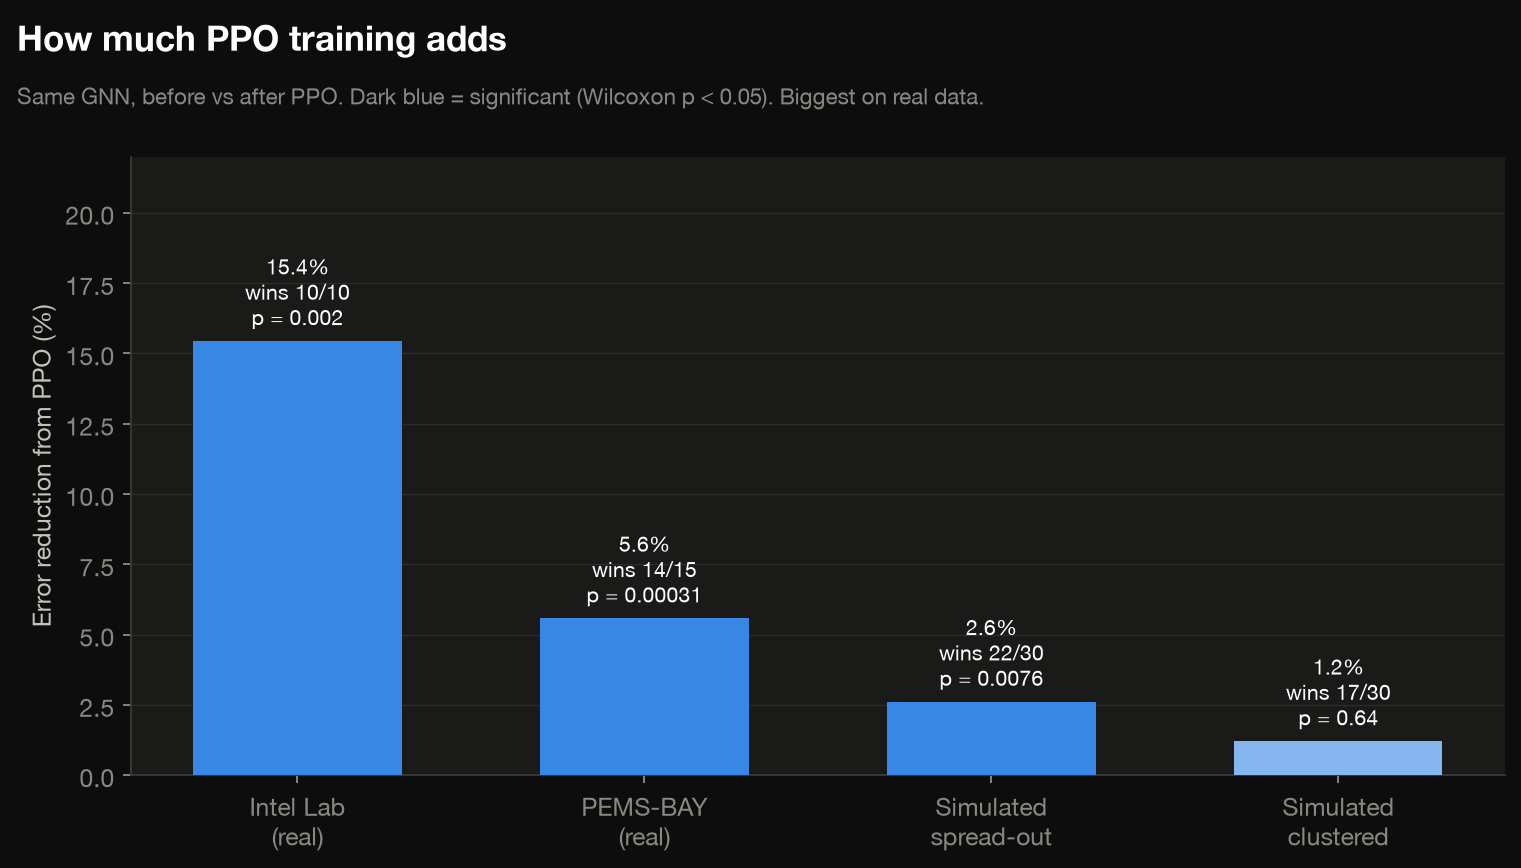 How much PPO training adds
Same GNN, before vs after PPO. Dark blue = significant (Wilcoxon p < 0.05). Biggest on real data.
Error reduction from PPO (%)
20.0
17.5
15.0
12.5
10.0
7.5
5.0
2.5
0.0
15.4%
wins 10/10
p = 0.002
5.6%
wins 14/15
p = 0.00031
2.6%
wins 22/30
p = 0.0076
1.2%
wins 17/30
p = 0.64
Intel Lab
(real)
PEMS-BAY
(real)
Simulated
spread-out
Simulated
clustered